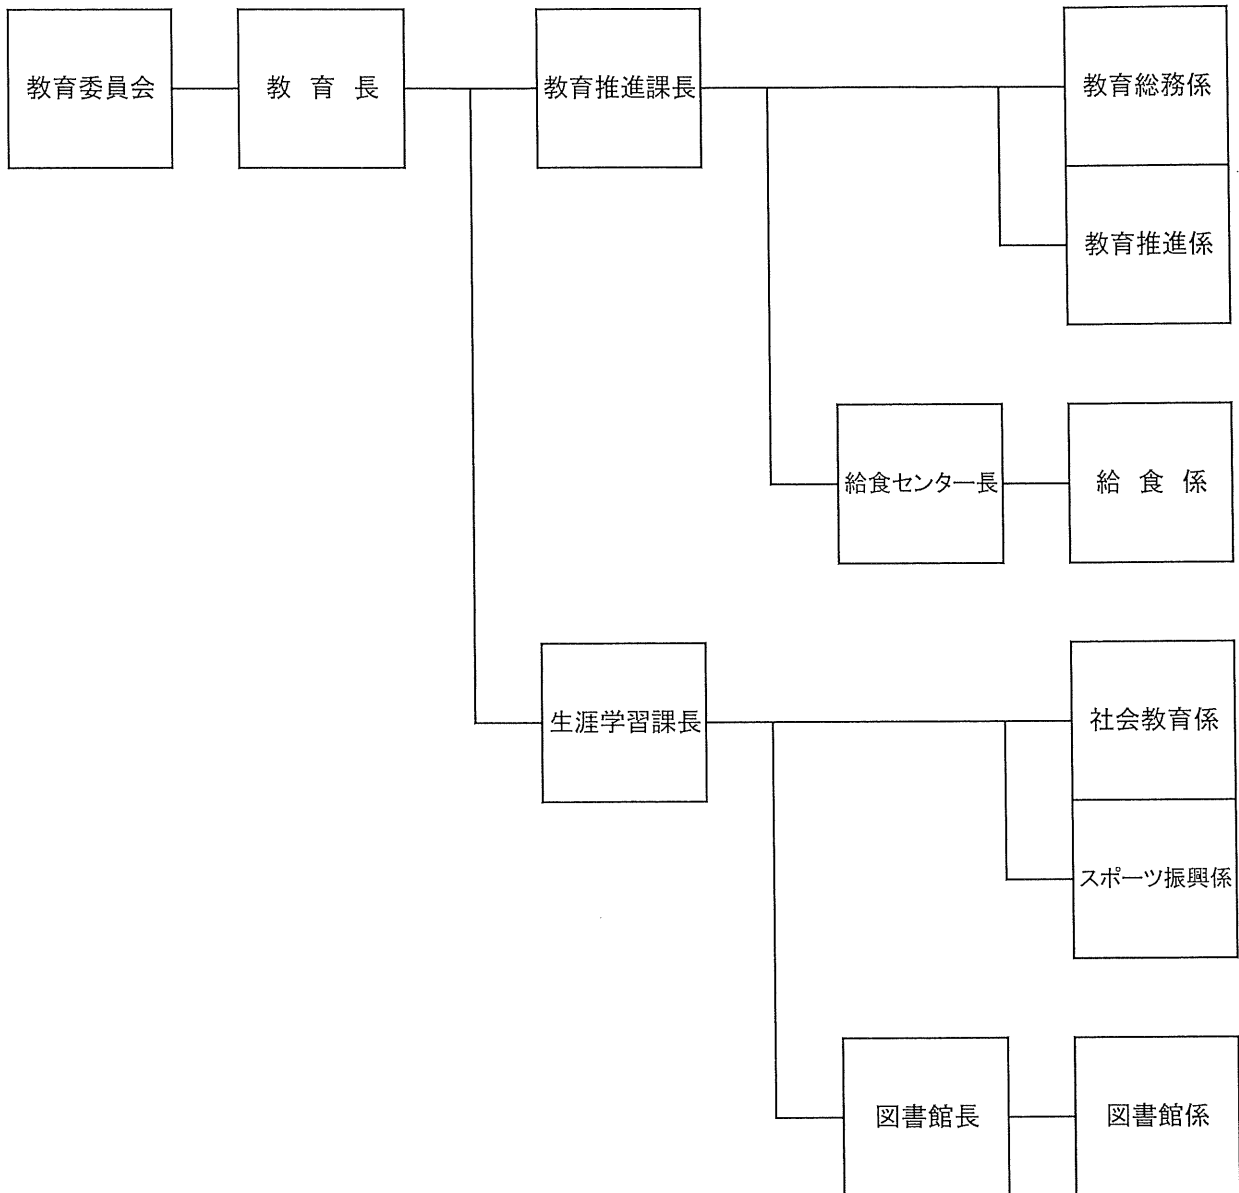 教育委員会
教 育 長
教育推進課長
教育総務係
教育推進係
給食センター長
給 食 係
生涯学習課長
社会教育係
スポーツ振興係
図書館長
図書館係